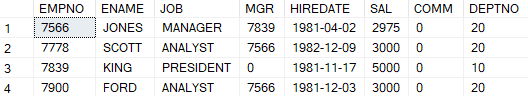 EMPNO ENAME JOB MGR HIREDATE SAL COMM DEPTNO
1 7566 JONES MANAGER 7839 1981-04-02 2975 0 20
2 7778 SCOTT ANALYST 7566 1982-12-09 3000 0 20
3 7839 KING PRESIDENT 0 1981-11-17 5000 0 10
4 7900 FORD ANALYST 7566 1981-12-03 3000 0 20